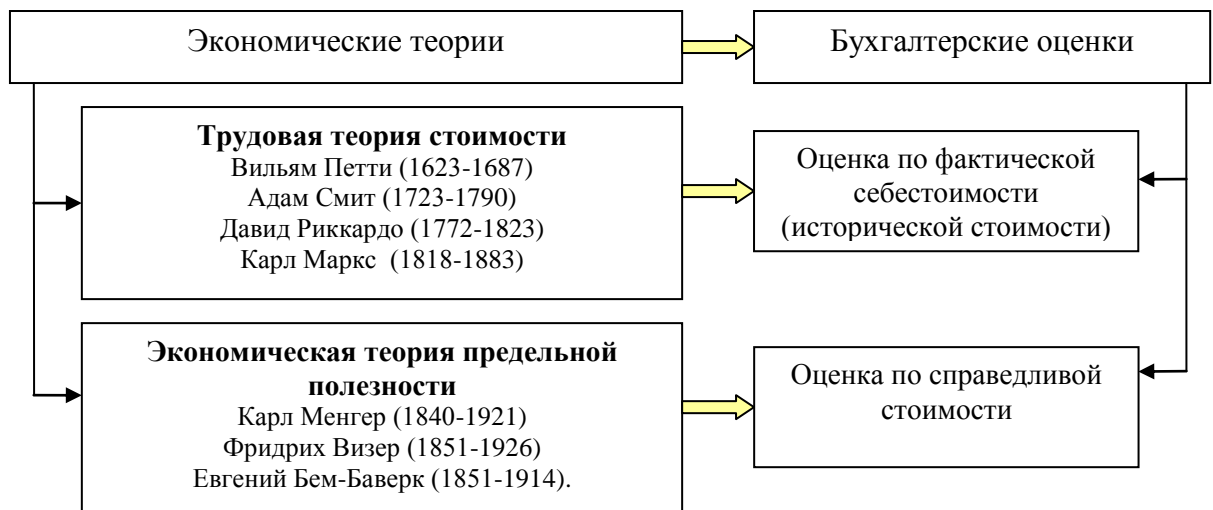 Экономические теории
Бухгалтерские оценки
Трудовая теория стоимости
Вильям Петти (1623-1687)
Адам Смит (1723-1790)
Давид Риккардо (1772-1823)
Карл Маркс  (1818-1883)
Оценка по фактической
себестоимости
(исторической стоимости)
Экономическая теория предельной
полезности
Карл Менгер (1840-1921)
Фридрих Визер (1851-1926)
Евгений Бем-Баверк (1851-1914).
Оценка по справедливой
стоимости